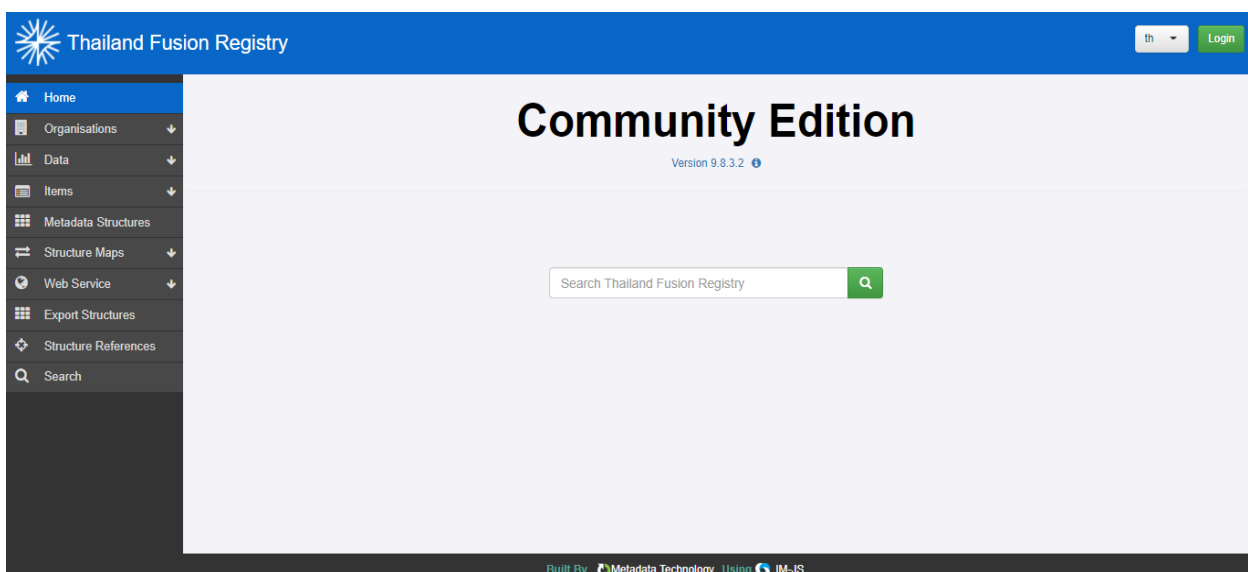 Thailand Fusion Registry
th
Login
Home
Organisations
Data
Items
Metadata Structures
Structure Maps
Web Service
Export Structures
Structure References
Search
Community Edition
Version 9.8.3.2
Search Thailand Fusion Registry
Built By Metadata Technology Using IM-JS